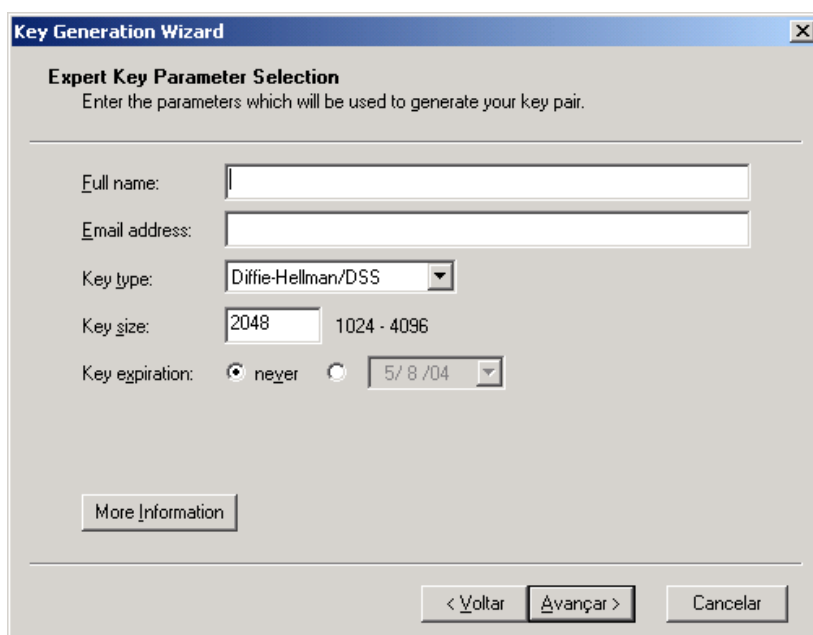 Key Generation Wizard
Expert Key Parameter Selection
Enter the parameters which will be used to generate your key pair.
Full name:
Email address:
Key type: Diffie-Hellman/DSS
Key size: 2048 1024 - 4096
Key expiration: never 5/ 8 /04
More Information
< Voltar Avançar > Cancelar